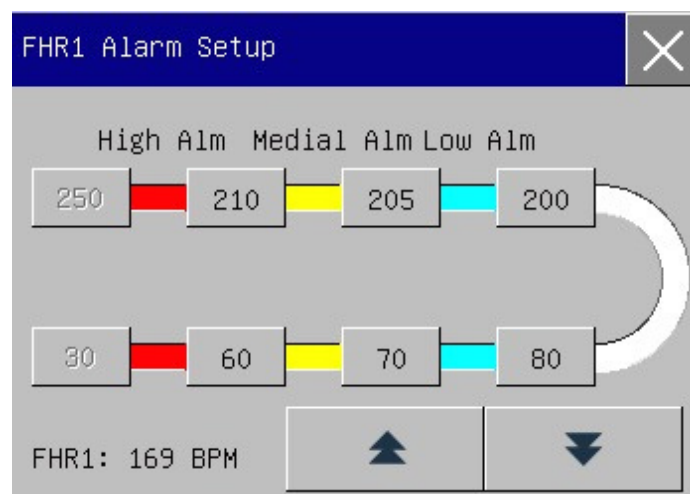 FHR1 Alarm Setup
High Alm Medial Alm Low Alm
250 210 205 200
30 60 70 80
FHR1: 169 BPM